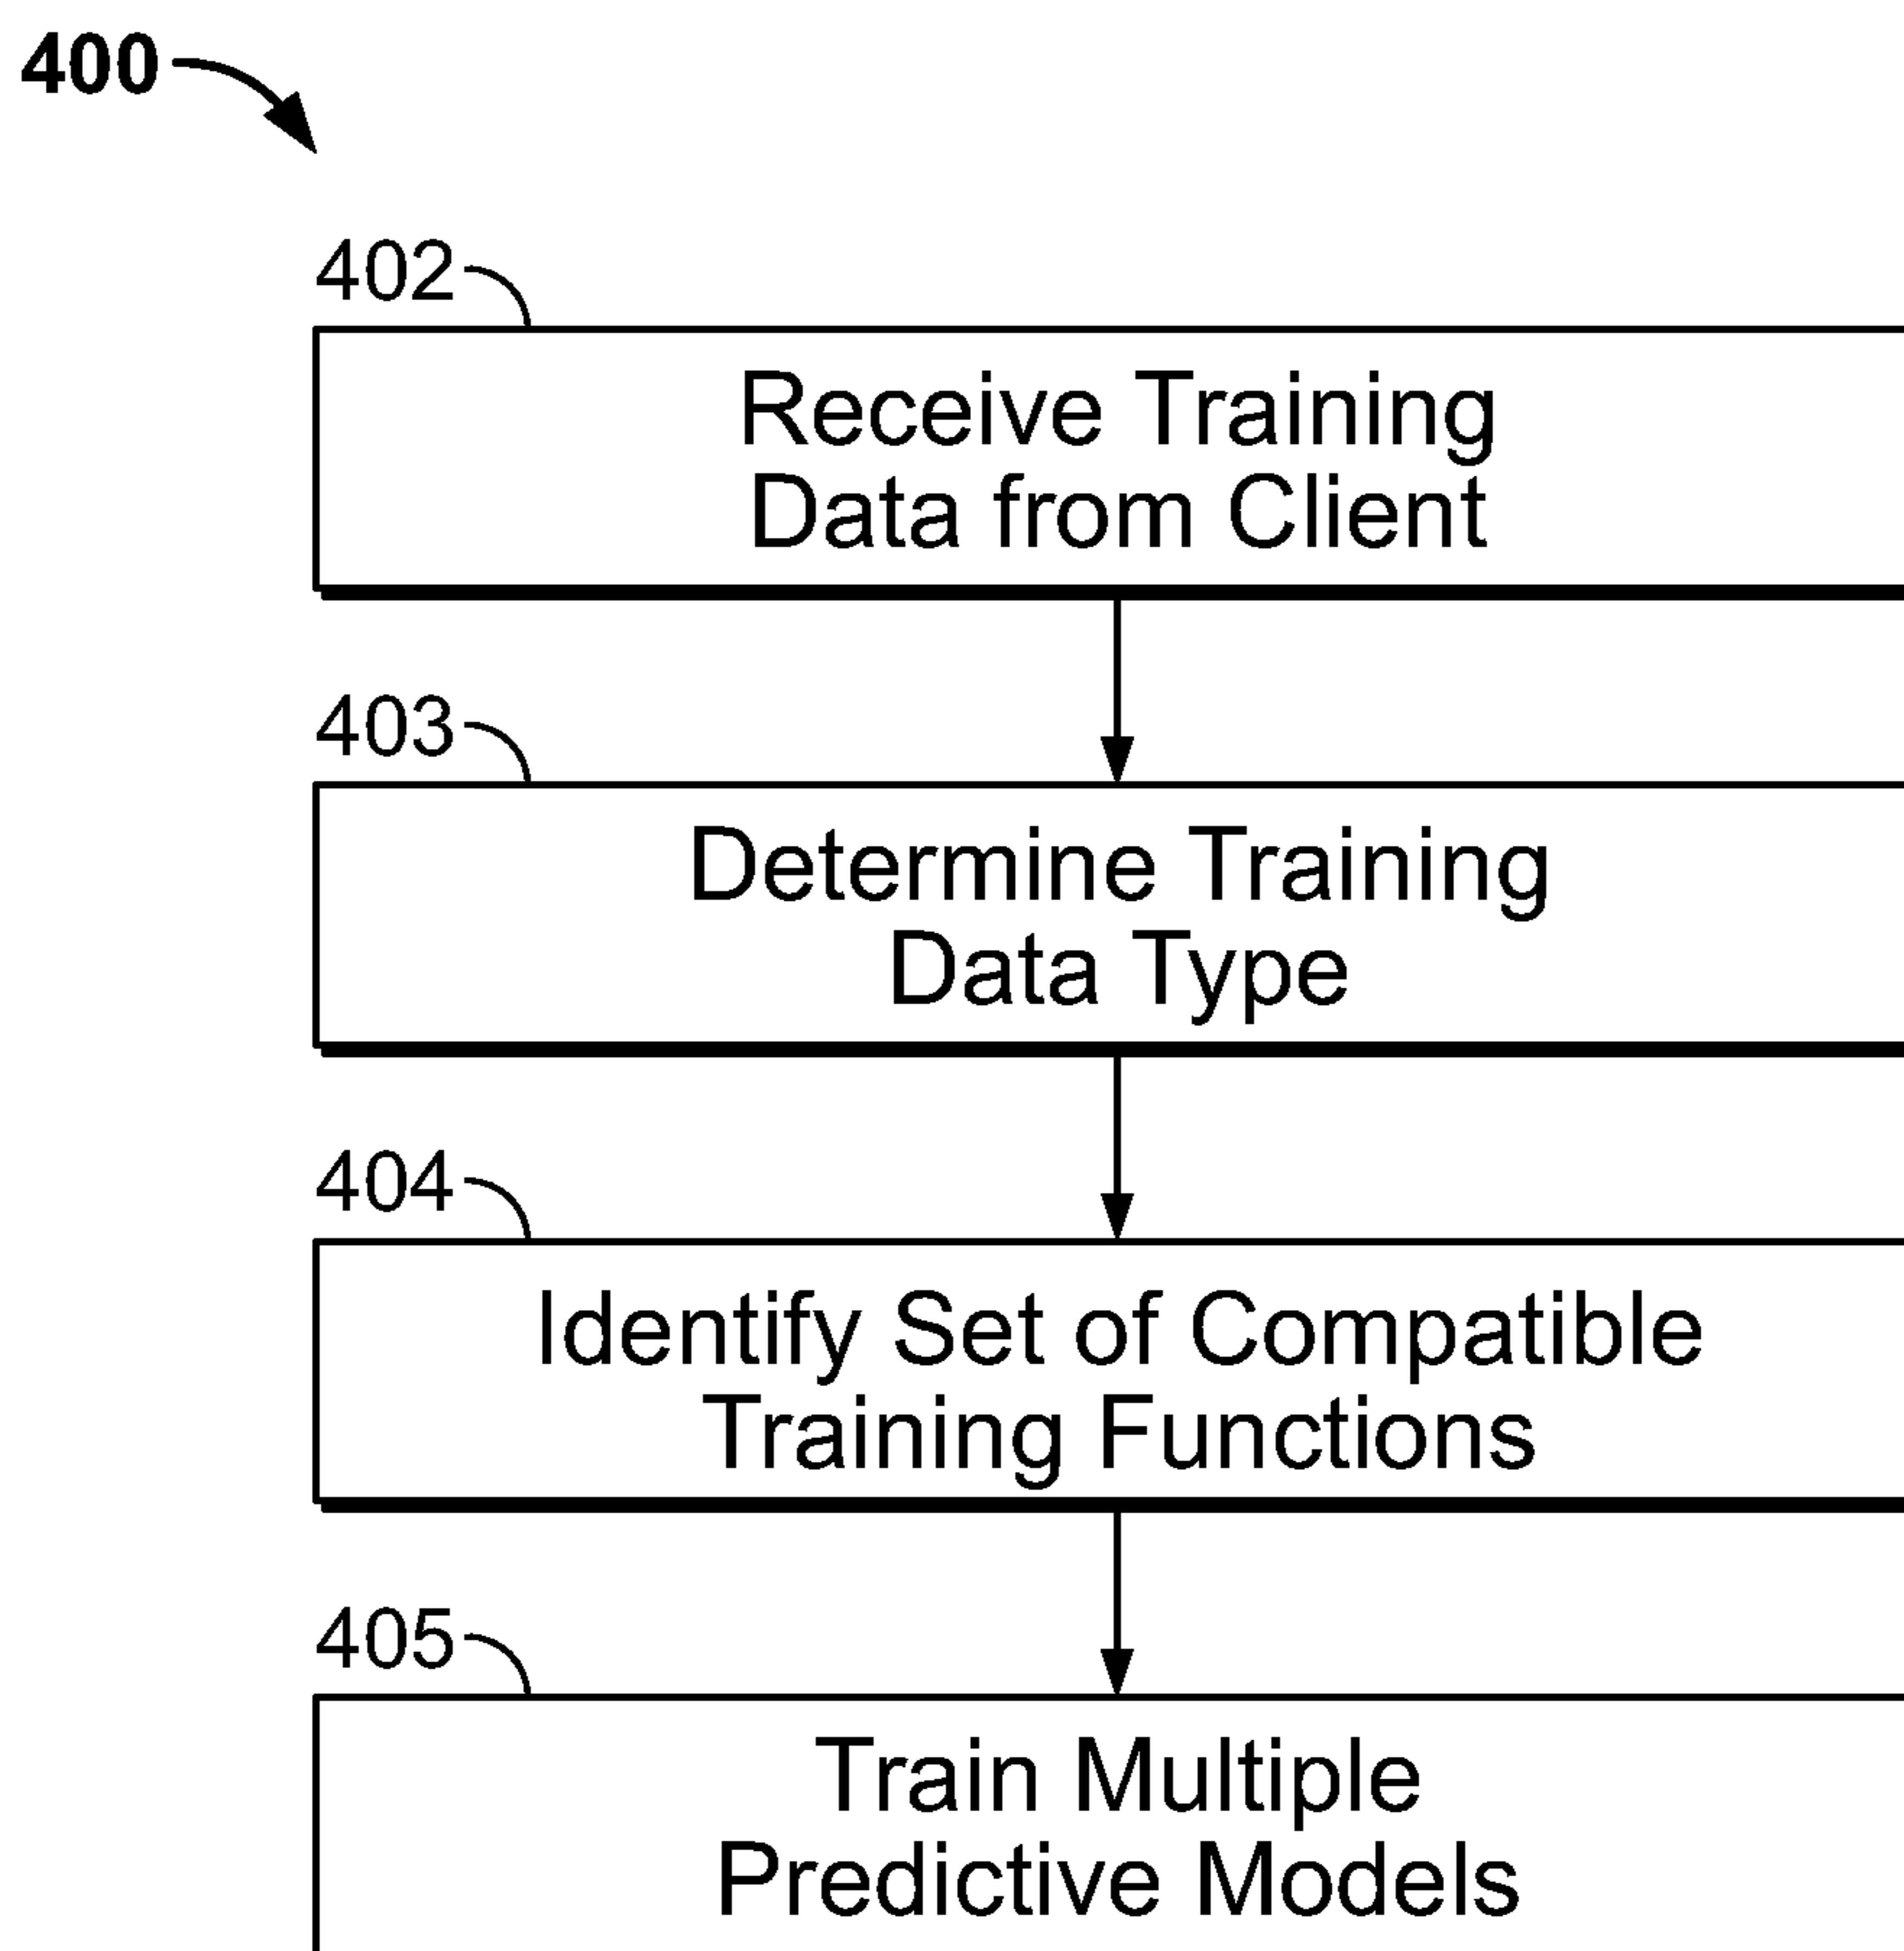 400
402
Receive Training
Data from Client
403
Determine Training
Data Type
404
Identify Set of Compatible
Training Functions
405
Train Multiple
Predictive Models